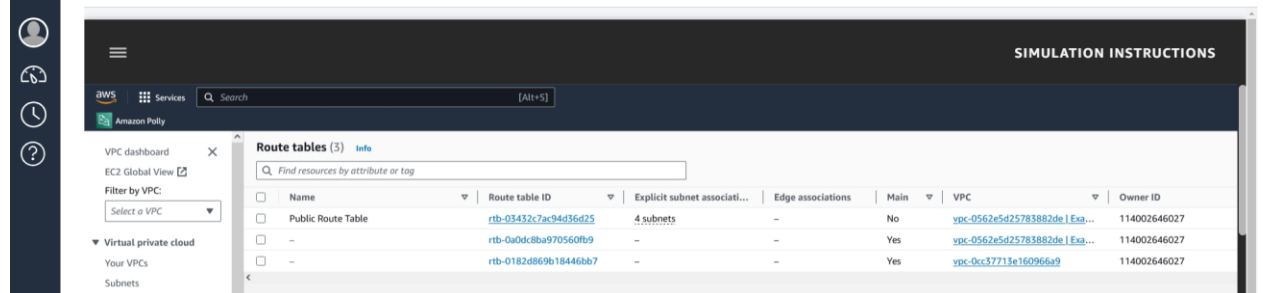 SIMULATION INSTRUCTIONS
aws Services Search [Alt+S]
Amazon Polly
VPC dashboard
EC2 Global View
Filter by VPC:
Select a VPC
Virtual private cloud
Your VPCs
Subnets
Route tables (3) Info
Find resources by attribute or tag
Name Route table ID Explicit subnet associati... Edge associations Main VPC Owner ID
Public Route Table rtb-03432c7ac94d36d25 4 subnets – No vpc-0562e5d25783882de | Exa... 114002646027
– rtb-0a0dc8ba970560fb9 – – Yes vpc-0562e5d25783882de | Exa... 114002646027
– rtb-0182d869b18446bb7 – – Yes vpc-0cc37713e160966a9 114002646027